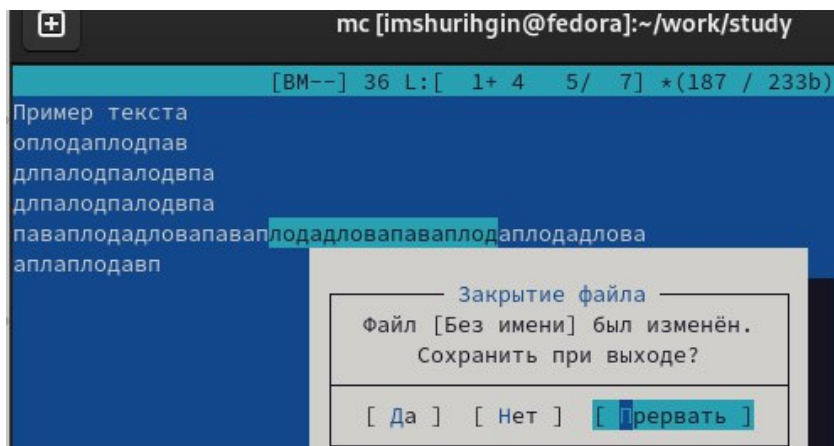 mc [imshurihgin@fedora]:~/work/study
[BM--] 36 L:[  1+ 4   5/  7] *(187 / 233b)
Пример текста
оплодаплодпав
длпалодпалодвпа
длпалодпалодвпа
паваплодадловапаваплодадловапаваплодаплодадлова
аплаплодавп
Закрытие файла
Файл [Без имени] был изменён.
Сохранить при выходе?
[ Да ]  [ Нет ]  [ Прервать ]